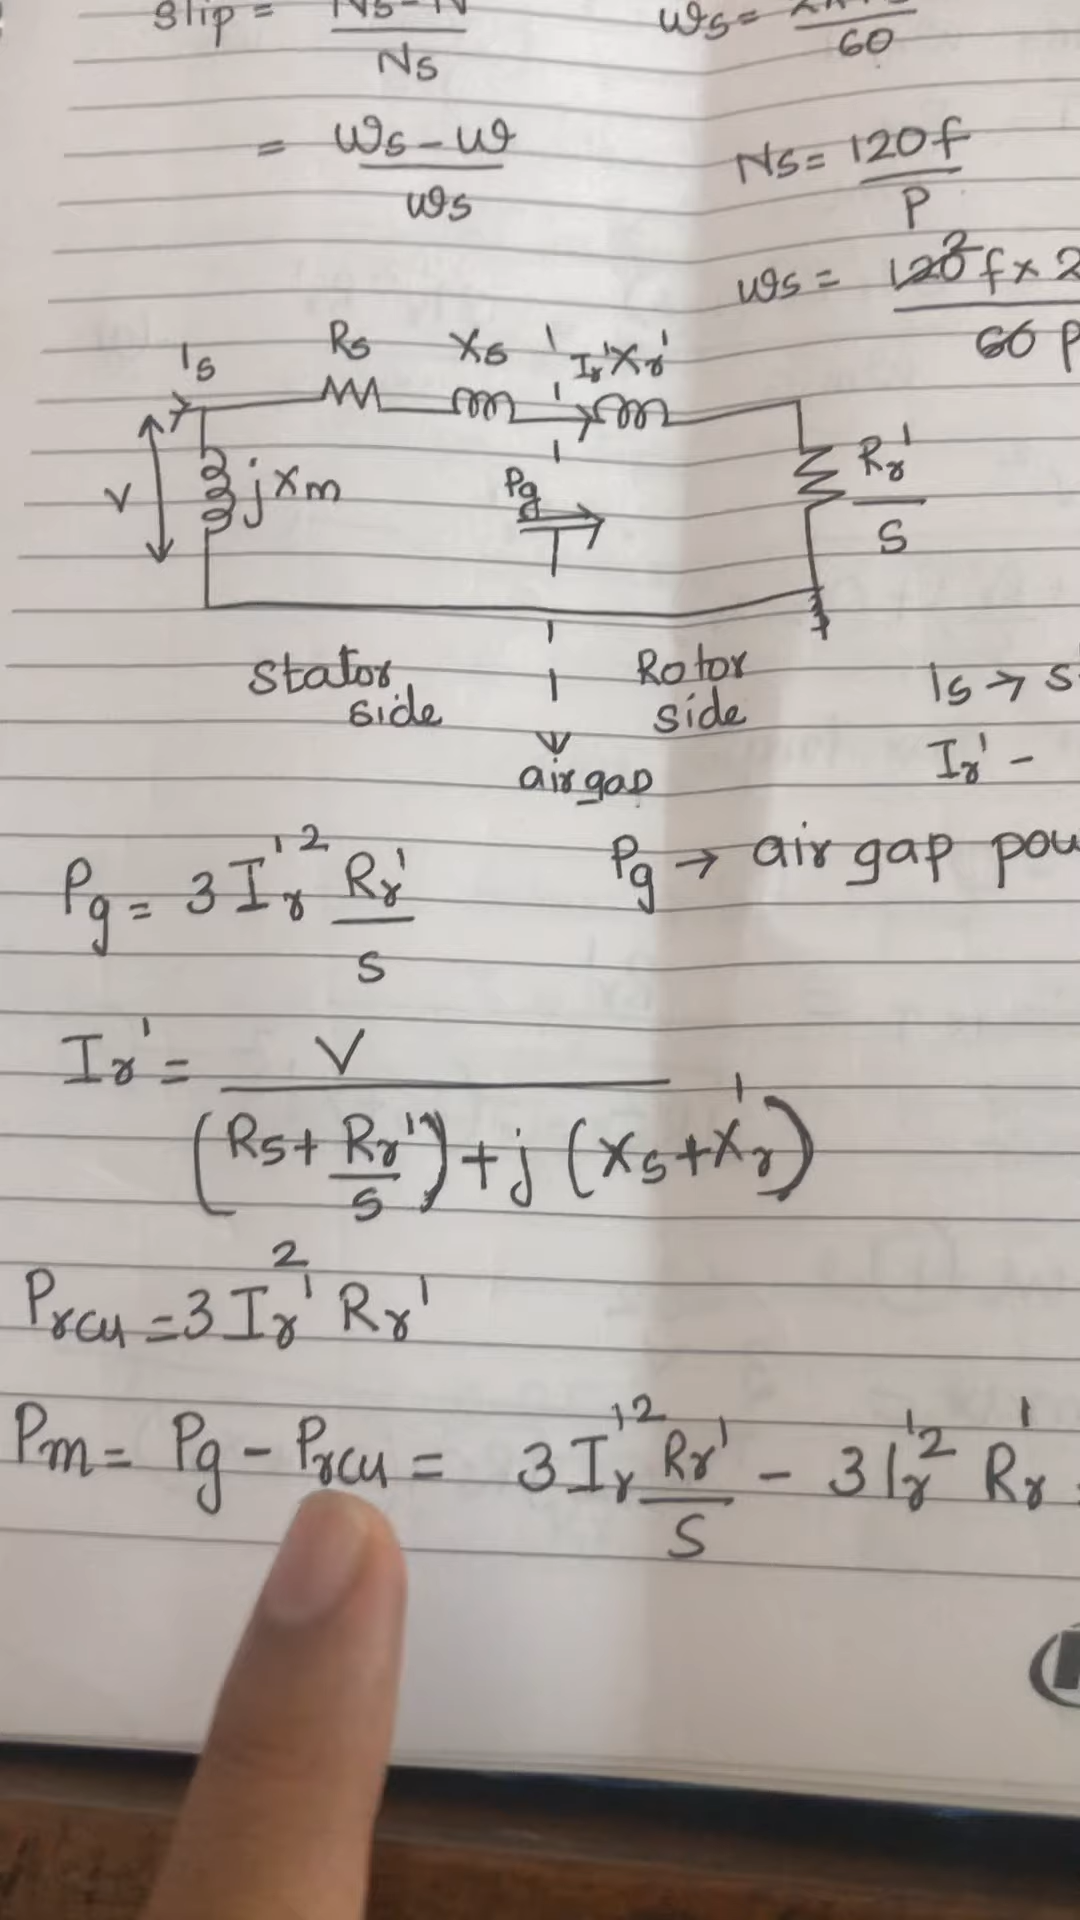 Slip = Ns-N / Ns
ωs = / 60
= ωs - ω / ωs
Ns = 120f / P
ωs = 120² f x 2 / 60 P
Is Rs Xs Ir' Xr'
V jXm Pg Rr' / S
Stator side
Rotor side
air gap
Is → S
Ir' -
Pg → air gap pow
Pg = 3 Ir'² Rr' / S
Ir' = V / (Rs + Rr' / S) + j (Xs + Xr')
Prcu = 3 Ir'² Rr'
Pm = Pg - Prcu = 3 Ir'² Rr' / S - 3 Ir'² Rr'